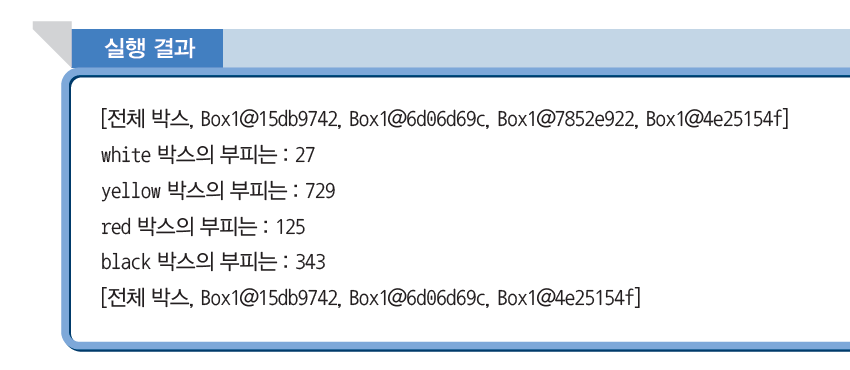 실행 결과
[전체 박스, Box1@15db9742, Box1@6d06d69c, Box1@7852e922, Box1@4e25154f]
white 박스의 부피는 : 27
yellow 박스의 부피는 : 729
red 박스의 부피는 : 125
black 박스의 부피는 : 343
[전체 박스, Box1@15db9742, Box1@6d06d69c, Box1@4e25154f]